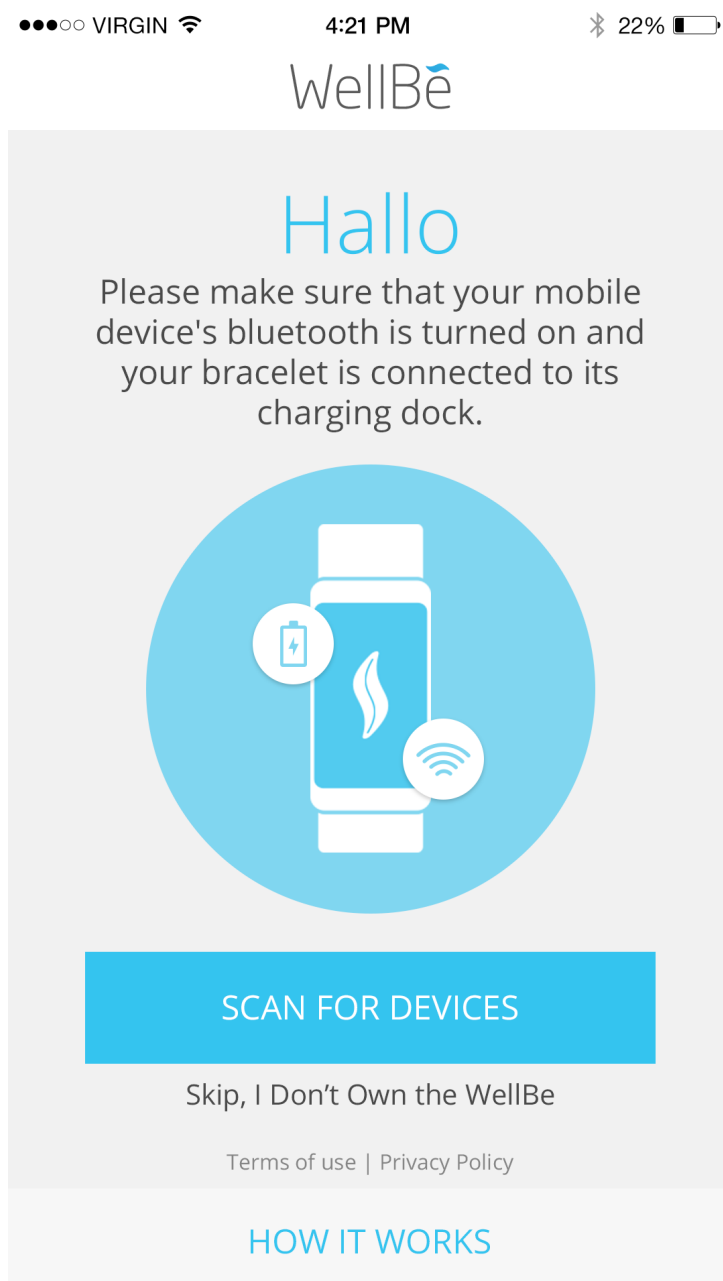 VIRGIN 4:21 PM 22%
WellBe
Hallo
Please make sure that your mobile
device's bluetooth is turned on and
your bracelet is connected to its
charging dock.
SCAN FOR DEVICES
Skip, I Don’t Own the WellBe
Terms of use | Privacy Policy
HOW IT WORKS